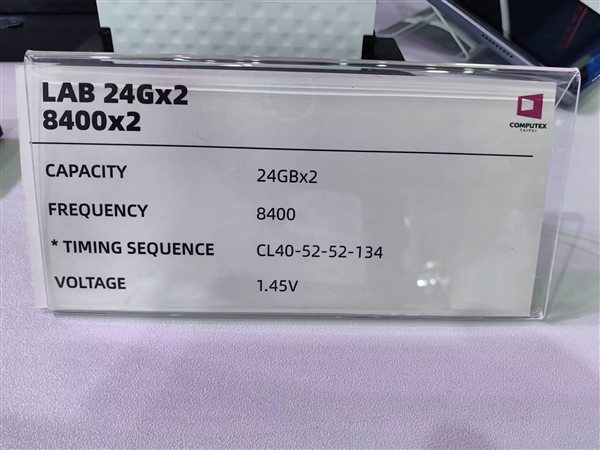 LAB 24Gx2
8400x2
COMPUTEX
TAIPEI
CAPACITY 24GBx2
FREQUENCY 8400
* TIMING SEQUENCE CL40-52-52-134
VOLTAGE 1.45V